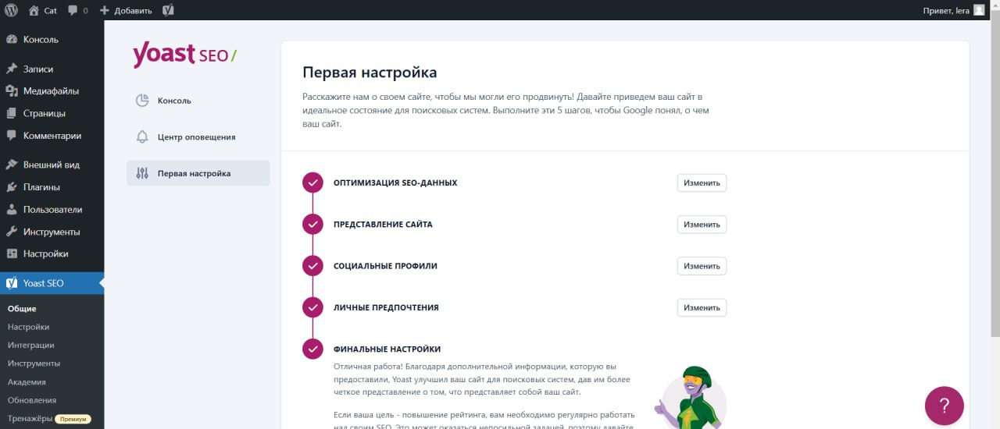 Cat
0
Добавить
Привет, lera
Консоль
Записи
Медиафайлы
Страницы
Комментарии
Внешний вид
Плагины
Пользователи
Инструменты
Настройки
Yoast SEO
Общие
Настройки
Интеграции
Инструменты
Академия
Обновления
Тренажёры Премиум
yoast SEO/
Консоль
Центр оповещения
Первая настройка
Первая настройка
Расскажите нам о своем сайте, чтобы мы могли его продвинуть! Давайте приведем ваш сайт в
идеальное состояние для поисковых систем. Выполните эти 5 шагов, чтобы Google понял, о чем
ваш сайт.
ОПТИМИЗАЦИЯ SEO-ДАННЫХ
Изменить
ПРЕДСТАВЛЕНИЕ САЙТА
Изменить
СОЦИАЛЬНЫЕ ПРОФИЛИ
Изменить
ЛИЧНЫЕ ПРЕДПОЧТЕНИЯ
Изменить
ФИНАЛЬНЫЕ НАСТРОЙКИ
Отличная работа! Благодаря дополнительной информации, которую вы
предоставили, Yoast улучшил ваш сайт для поисковых систем, дав им более
четкое представление о том, что представляет собой ваш сайт.
Если ваша цель - повышение рейтинга, вам необходимо регулярно работать
над своим SEO. Это может оказаться непосильной задачей, поэтому давайте
?